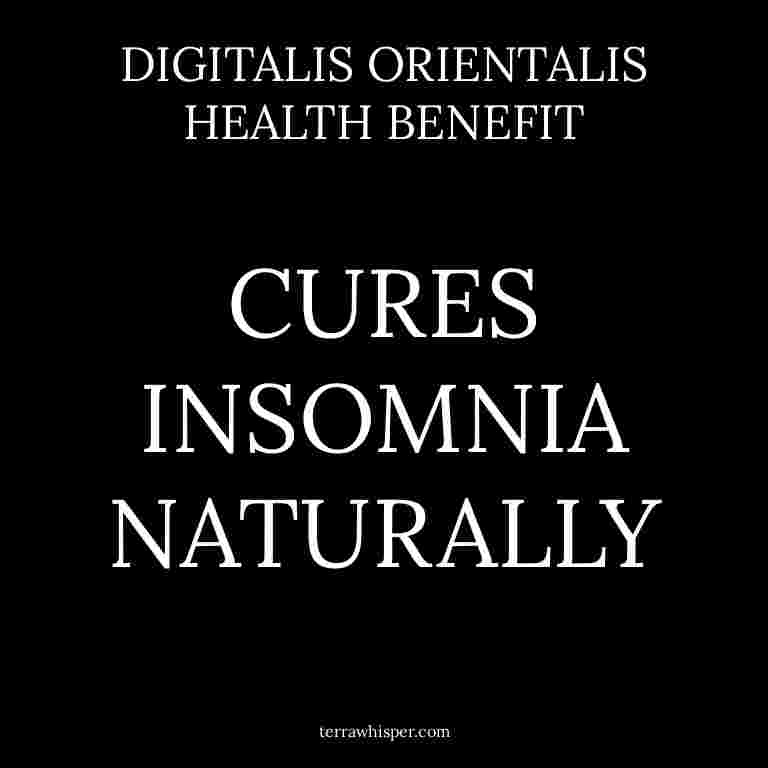 DIGITALIS ORIENTALIS
HEALTH BENEFIT
CURES
INSOMNIA
NATURALLY
terrawhisper.com